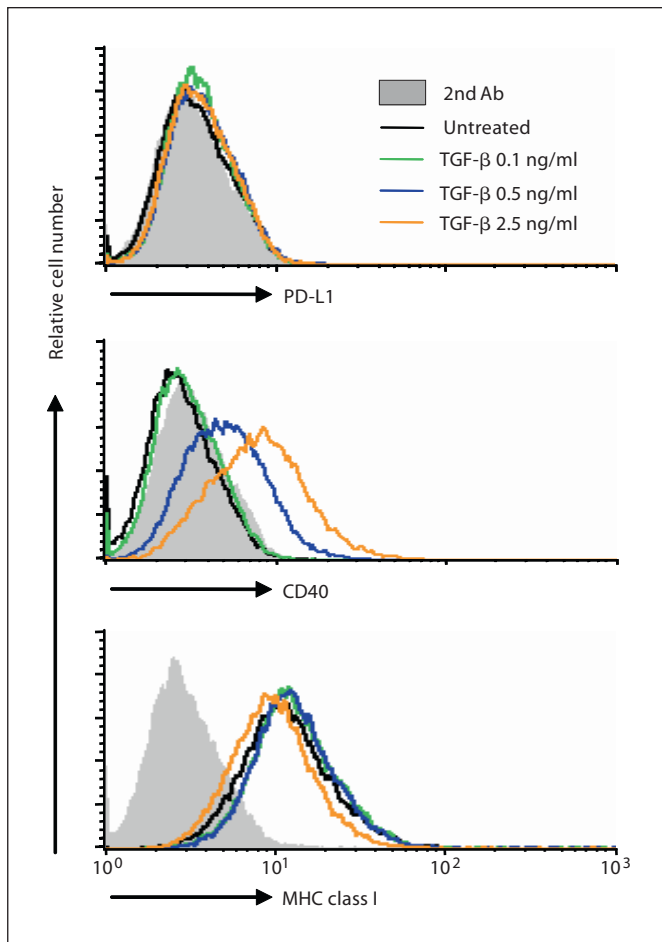 2nd Ab
Untreated
TGF-β 0.1 ng/ml
TGF-β 0.5 ng/ml
TGF-β 2.5 ng/ml
Relative cell number
PD-L1
CD40
10⁰ 10¹ 10² 10³
MHC class I